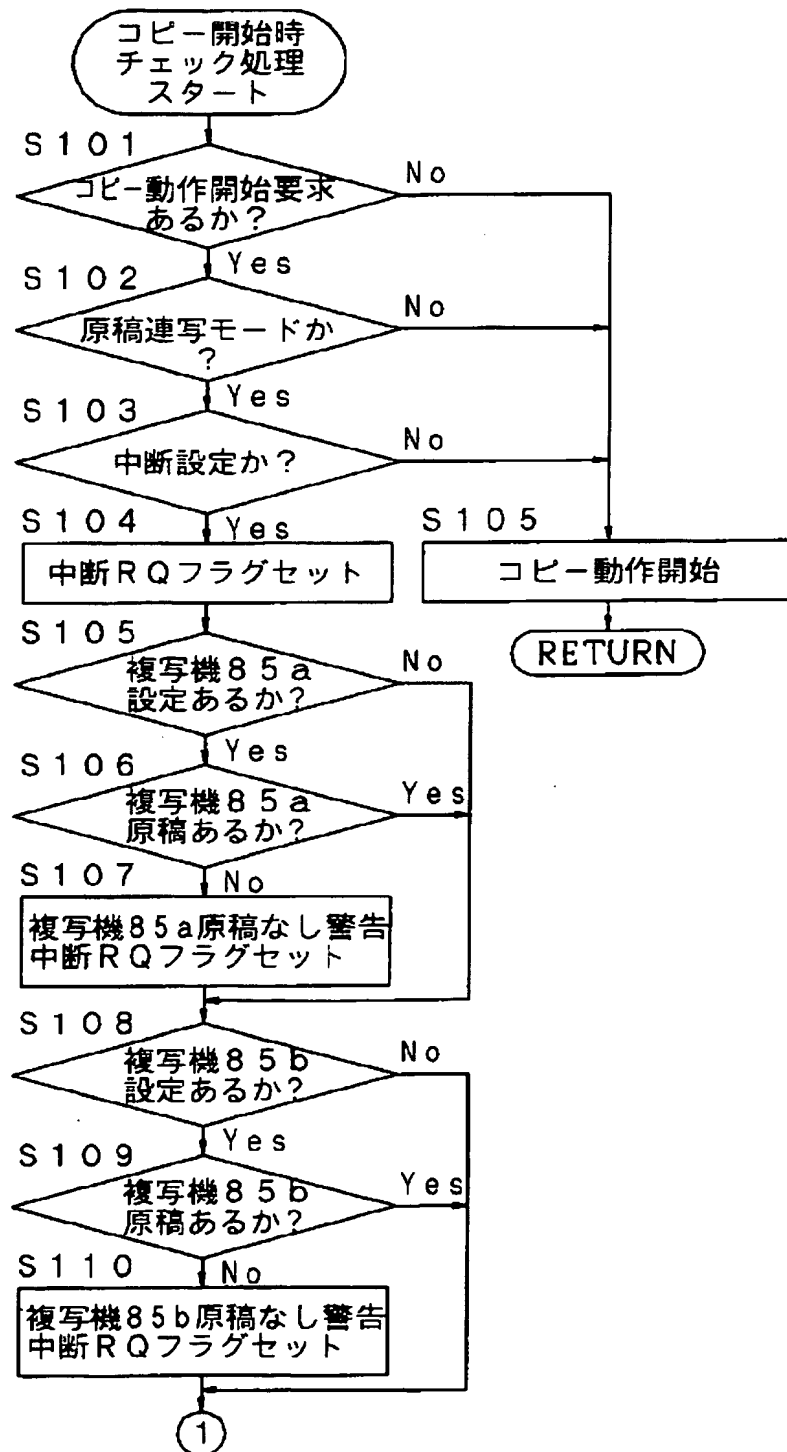 コピー開始時
チェック処理
スタート
S101
コピー動作開始要求
あるか？
No
Yes
S102
原稿連写モードか
？
No
Yes
S103
中断設定か？
No
Yes
S104
中断RQフラグセット
S105
コピー動作開始
RETURN
S105
複写機85a
設定あるか？
No
Yes
S106
複写機85a
原稿あるか？
Yes
No
S107
複写機85a原稿なし警告
中断RQフラグセット
S108
複写機85b
設定あるか？
No
Yes
S109
複写機85b
原稿あるか？
Yes
No
S110
複写機85b原稿なし警告
中断RQフラグセット
1